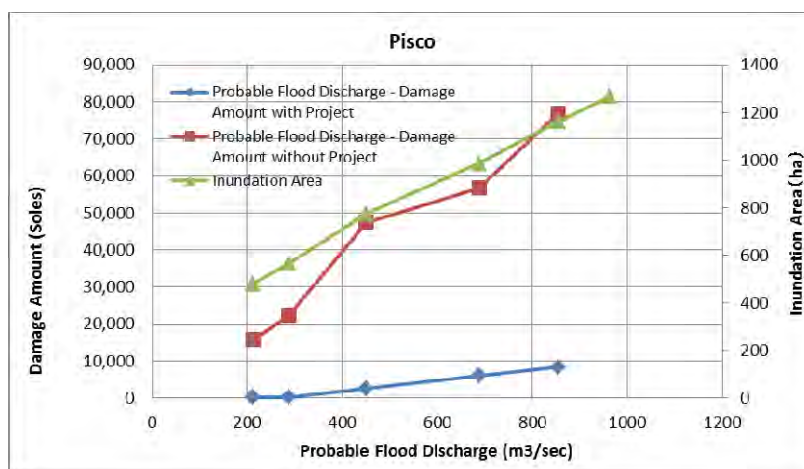 Pisco
90,000
80,000
70,000
60,000
50,000
40,000
30,000
20,000
10,000
0
Damage Amount (Soles)
Probable Flood Discharge - Damage
Amount with Project
Probable Flood Discharge - Damage
Amount without Project
Inundation Area
1400
1200
1000
800
600
400
200
0
Inundation Area (ha)
0 200 400 600 800 1000 1200
Probable Flood Discharge (m3/sec)